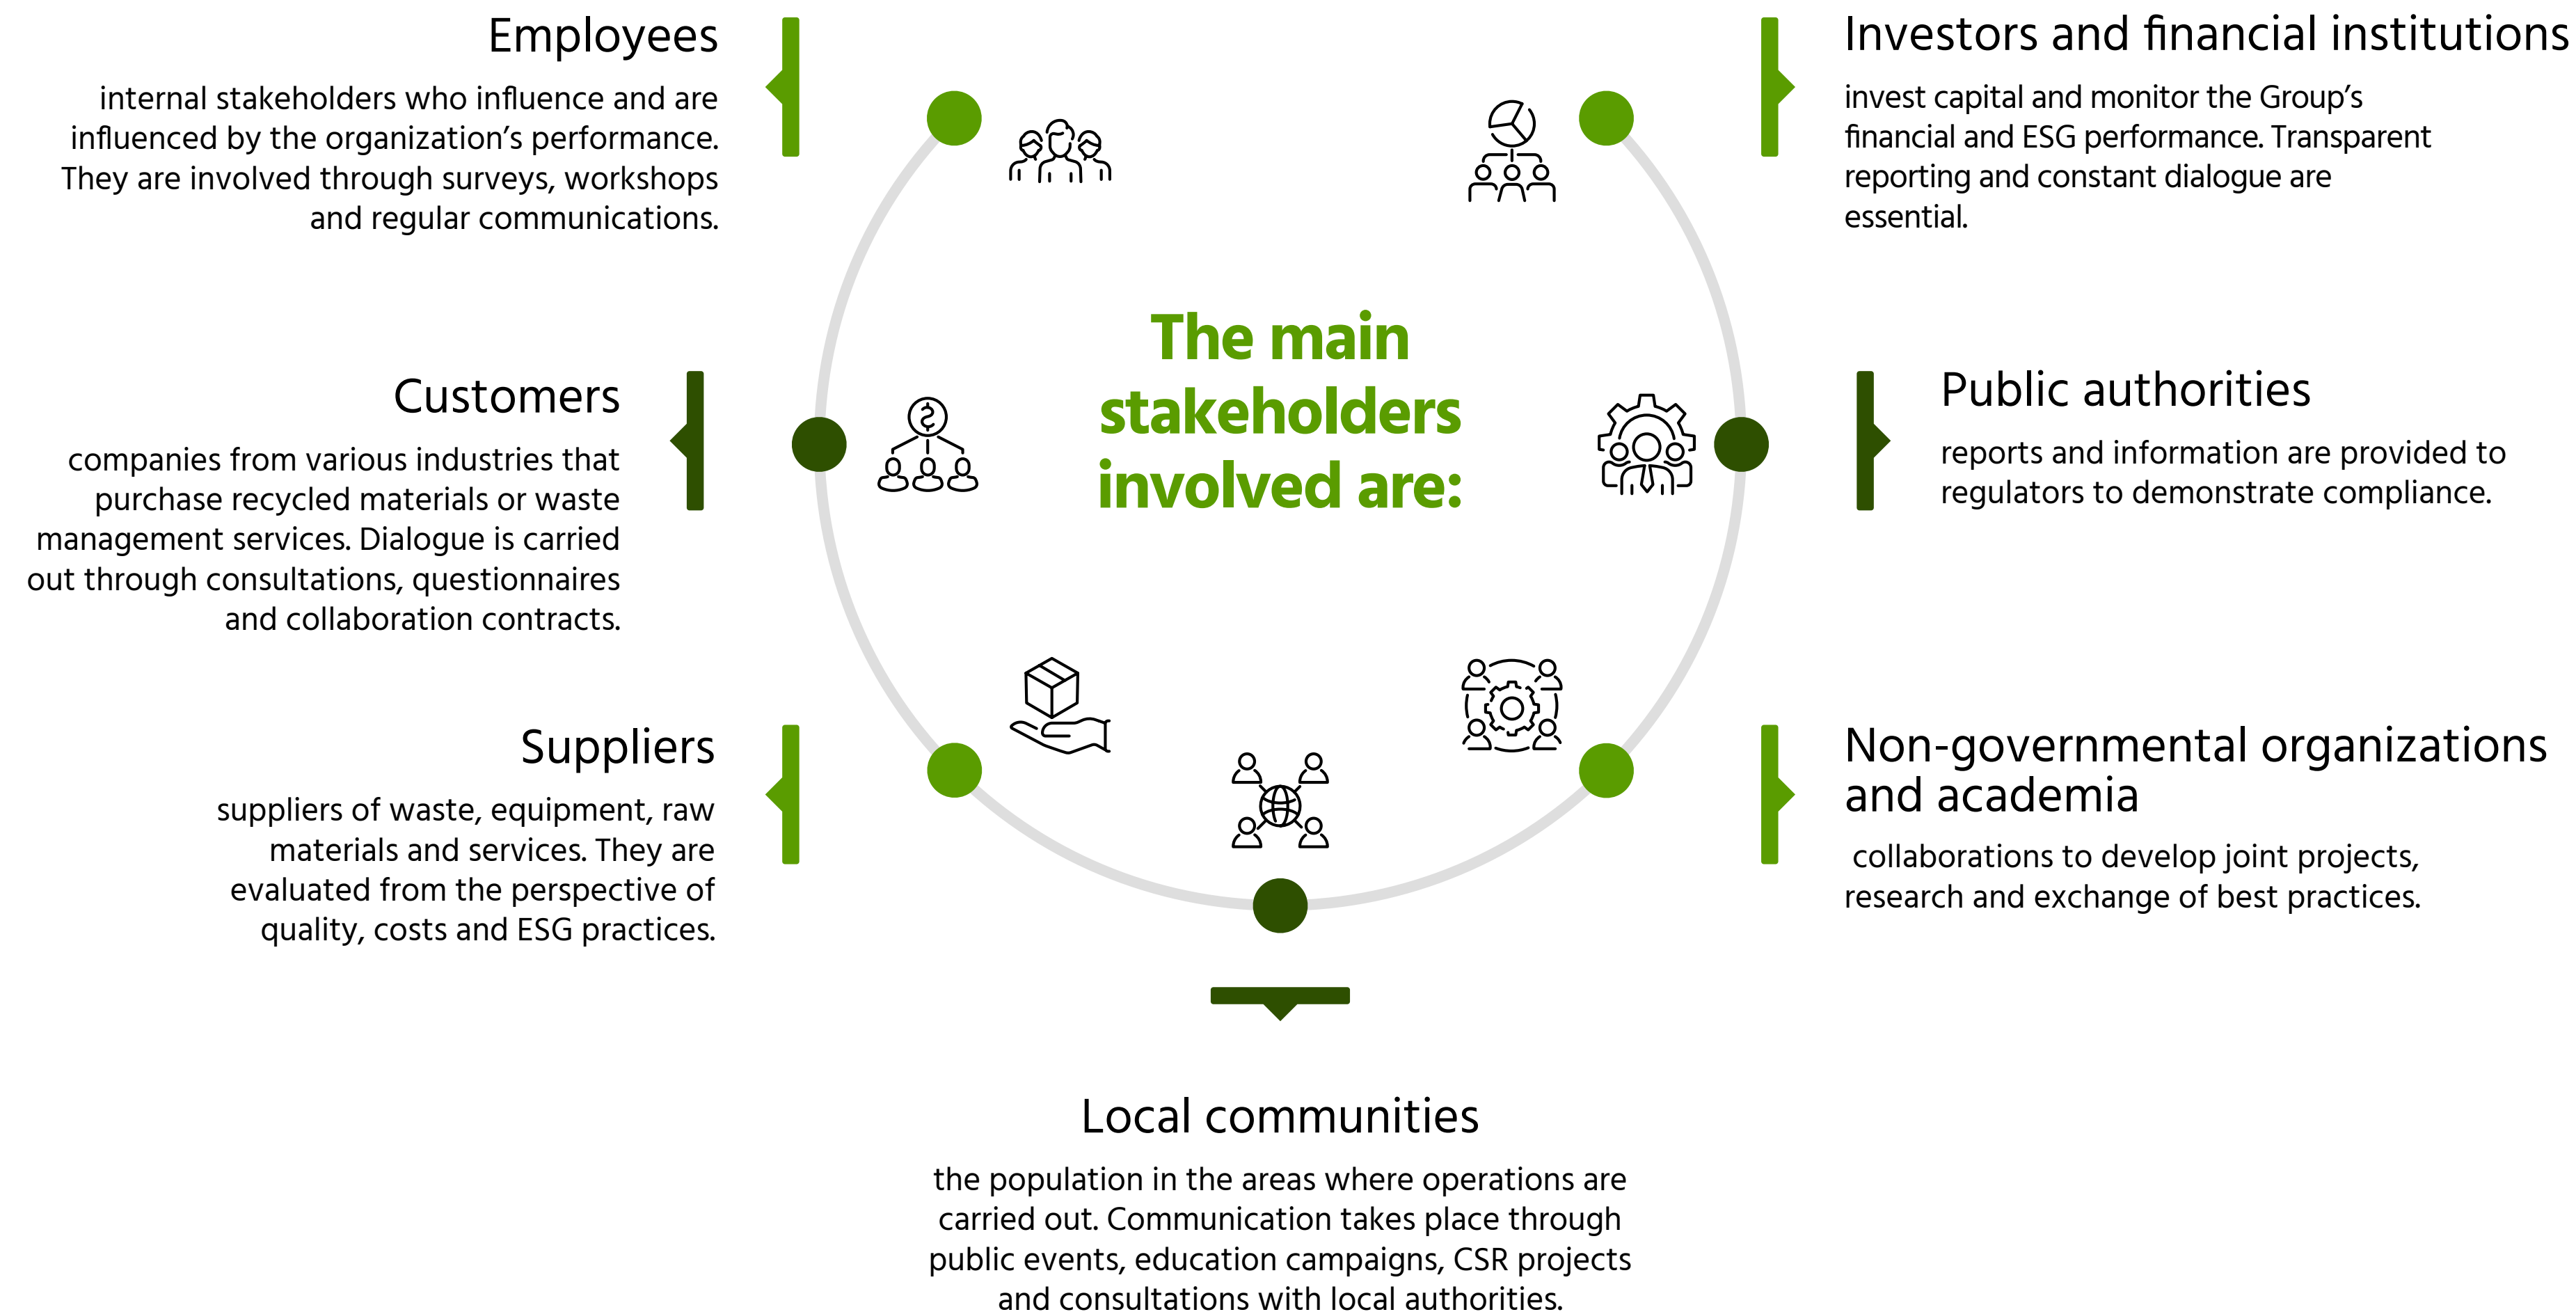 The main
stakeholders
involved are:
Employees
internal stakeholders who influence and are
influenced by the organization’s performance.
They are involved through surveys, workshops
and regular communications.
Customers
companies from various industries that
purchase recycled materials or waste
management services. Dialogue is carried
out through consultations, questionnaires
and collaboration contracts.
Suppliers
suppliers of waste, equipment, raw
materials and services. They are
evaluated from the perspective of
quality, costs and ESG practices.
Local communities
the population in the areas where operations are
carried out. Communication takes place through
public events, education campaigns, CSR projects
and consultations with local authorities.
Non-governmental organizations
and academia
collaborations to develop joint projects,
research and exchange of best practices.
Public authorities
reports and information are provided to
regulators to demonstrate compliance.
Investors and financial institutions
invest capital and monitor the Group’s
financial and ESG performance. Transparent
reporting and constant dialogue are
essential.